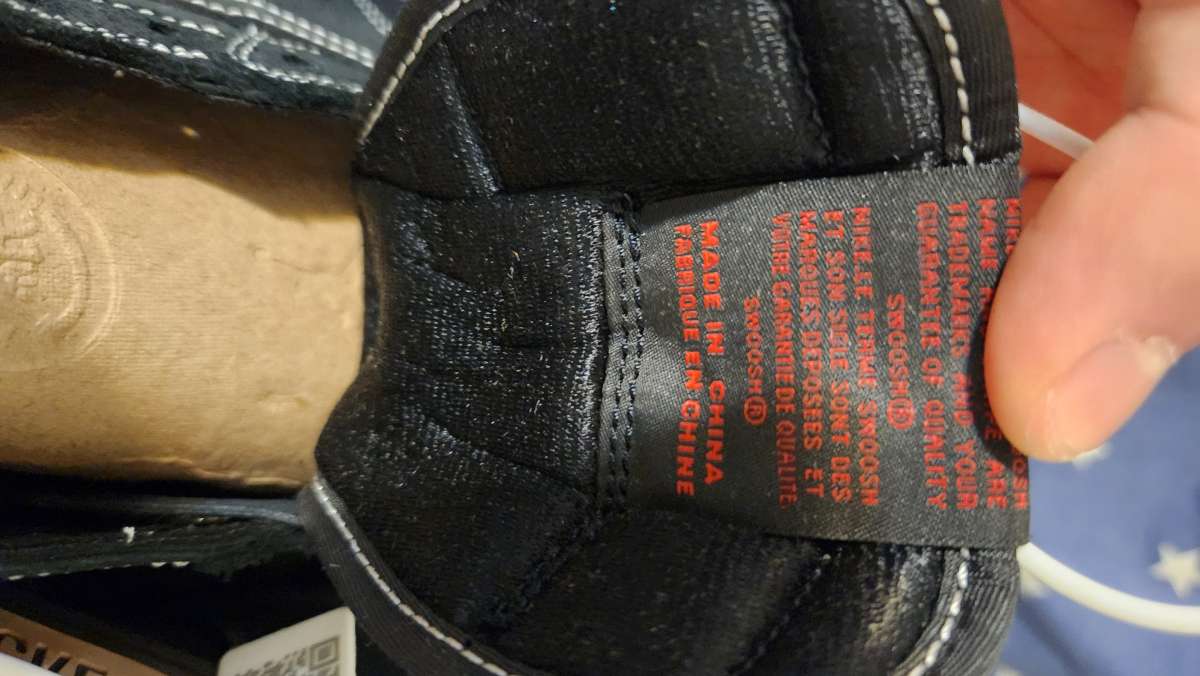 NAME ARE
TRADEMARKS AND YOUR
GUARANTEE OF QUALITY
SWOOSH®
NIKE,LE TERME SWOOSH
ET SON SIGLE SONT DES
MARQUES DEPOSEES ET
VOTRE GARANTIE DE QUALITE
SWOOSH®
MADE IN CHINA
FABRIQUE EN CHINE